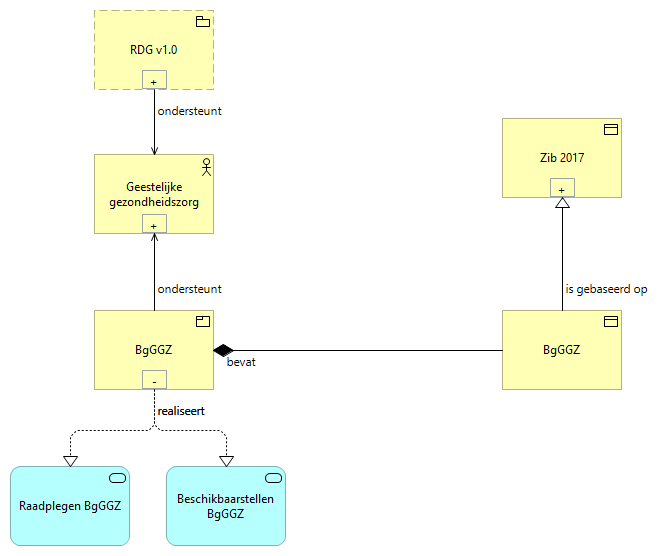 RDG v1.0
+
ondersteunt
Geestelijke
gezondheidszorg
+
Zib 2017
+
ondersteunt
is gebaseerd op
BgGGZ
-
bevat
BgGGZ
realiseert
Raadplegen BgGGZ
Beschikbaarstellen
BgGGZ